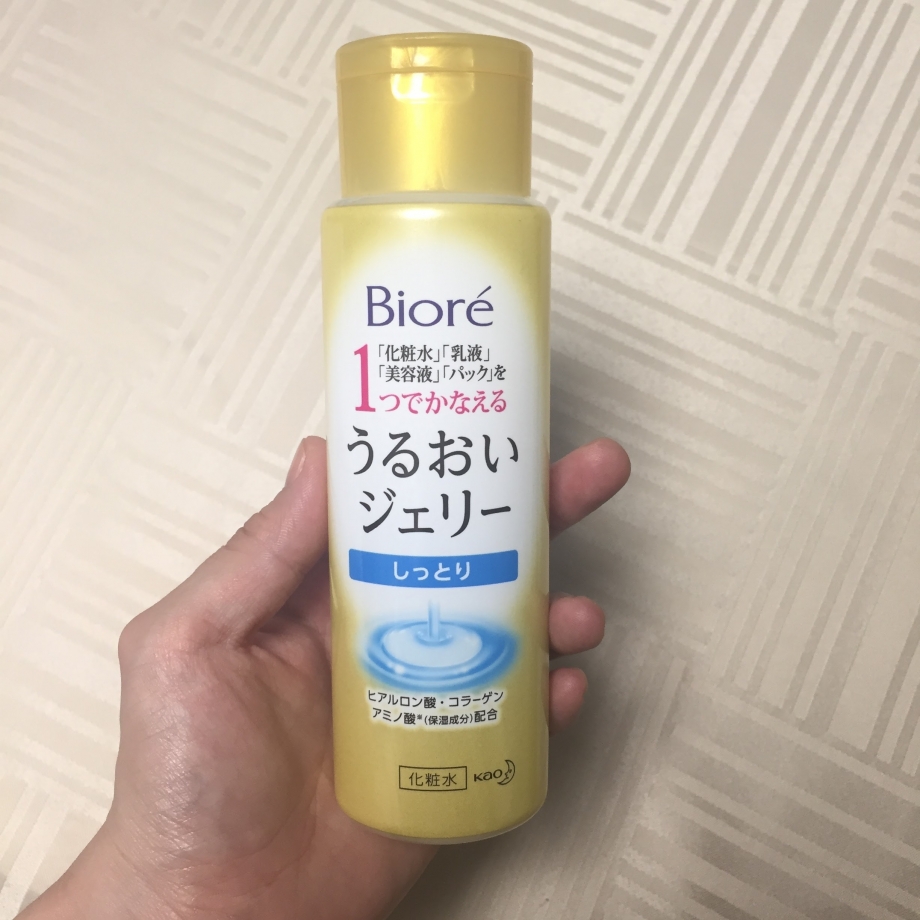 Bioré
1「化粧水」「乳液」
「美容液」「パック」を
つでかなえる
うるおい
ジェリー
しっとり
ヒアルロン酸・コラーゲン
アミノ酸※(保湿成分)配合
化粧水 Kao